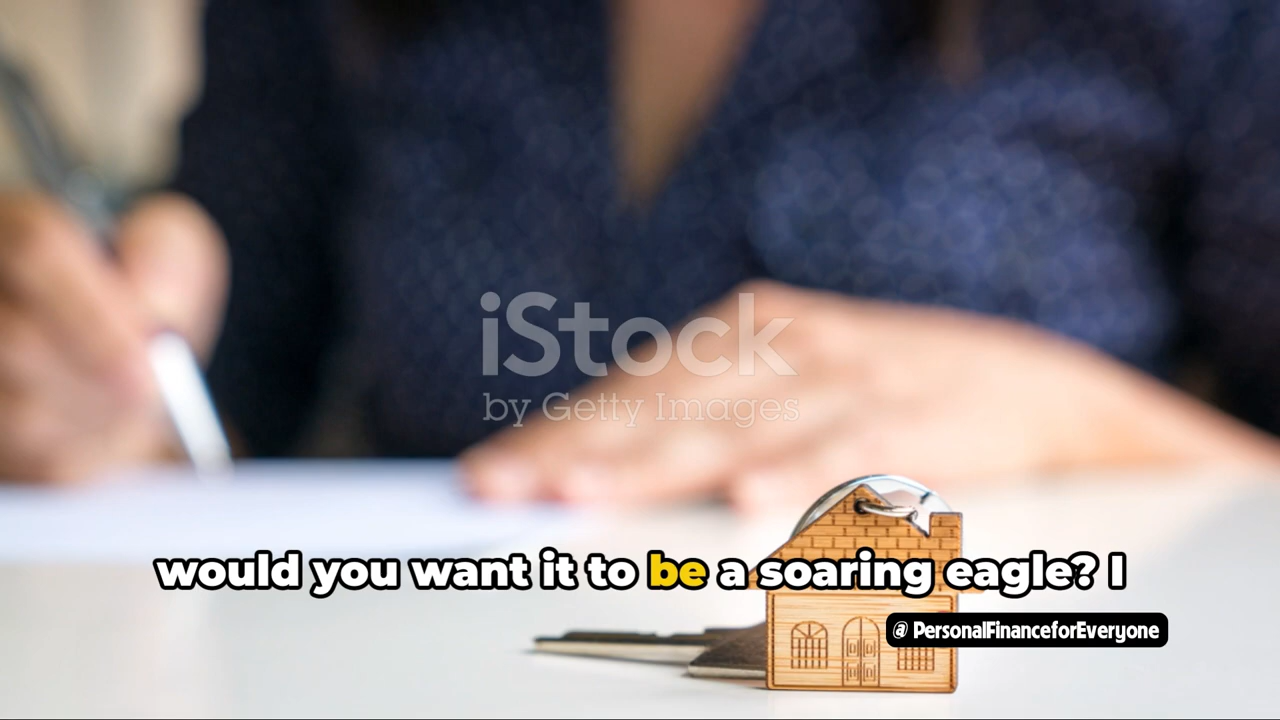 iStock
by Getty Images
would you want it to be a soaring eagle? I
@ PersonalFinanceforEveryone